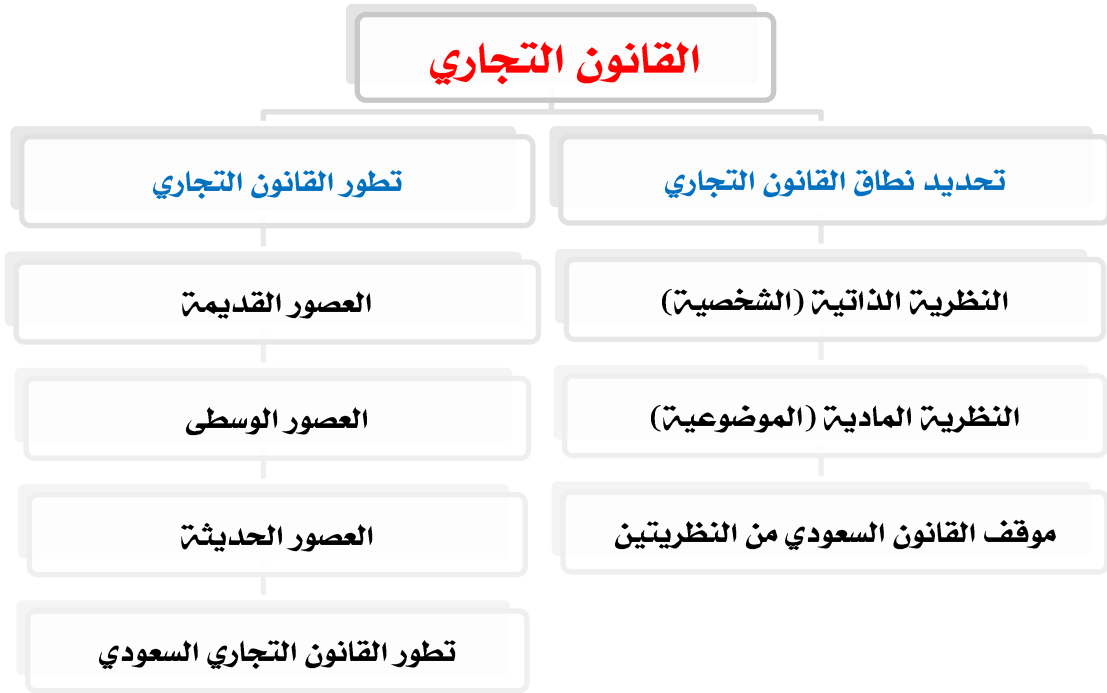 القانون التجاري
تحديد نطاق القانون التجاري
النظرية الذاتية (الشخصية)
النظرية المادية (الموضوعية)
موقف القانون السعودي من النظريتين
تطور القانون التجاري
العصور القديمة
العصور الوسطى
العصور الحديثة
تطور القانون التجاري السعودي